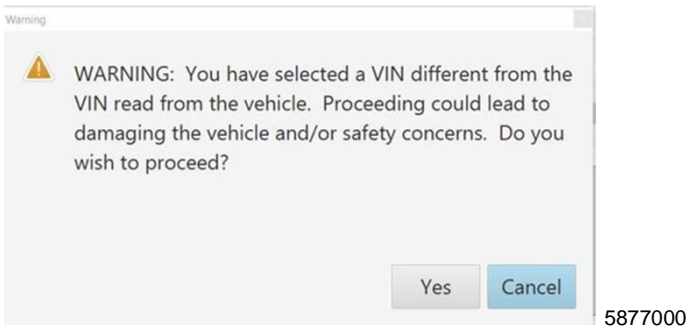 Warning
WARNING: You have selected a VIN different from the
VIN read from the vehicle. Proceeding could lead to
damaging the vehicle and/or safety concerns. Do you
wish to proceed?
Yes Cancel
5877000